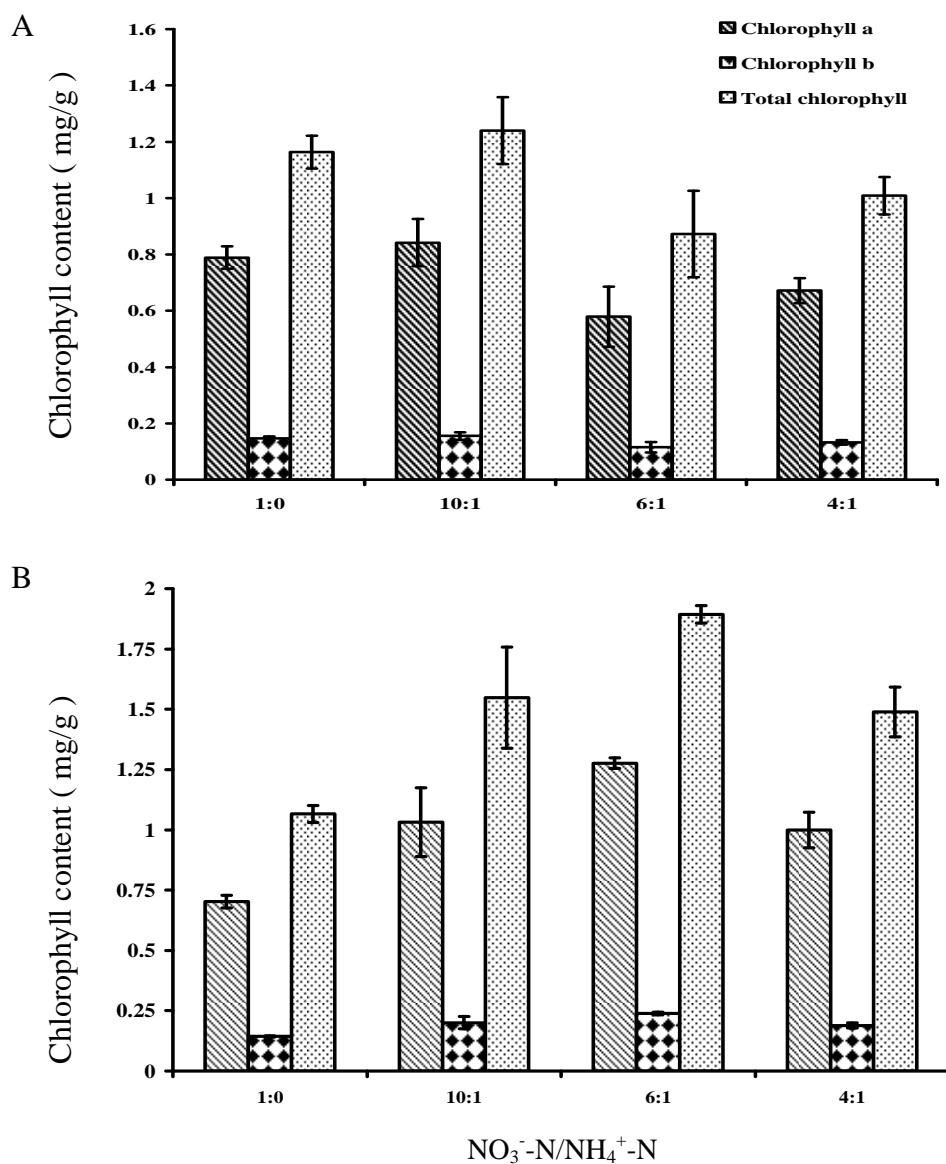 A
Chlorophyll content ( mg/g )
1.6
1.4
1.2
1
0.8
0.6
0.4
0.2
0
Chlorophyll a
Chlorophyll b
Total chlorophyll
1:0 10:1 6:1 4:1
B
Chlorophyll content ( mg/g )
2
1.75
1.5
1.25
1
0.75
0.5
0.25
0
1:0 10:1 6:1 4:1
NO₃⁻-N/NH₄⁺-N